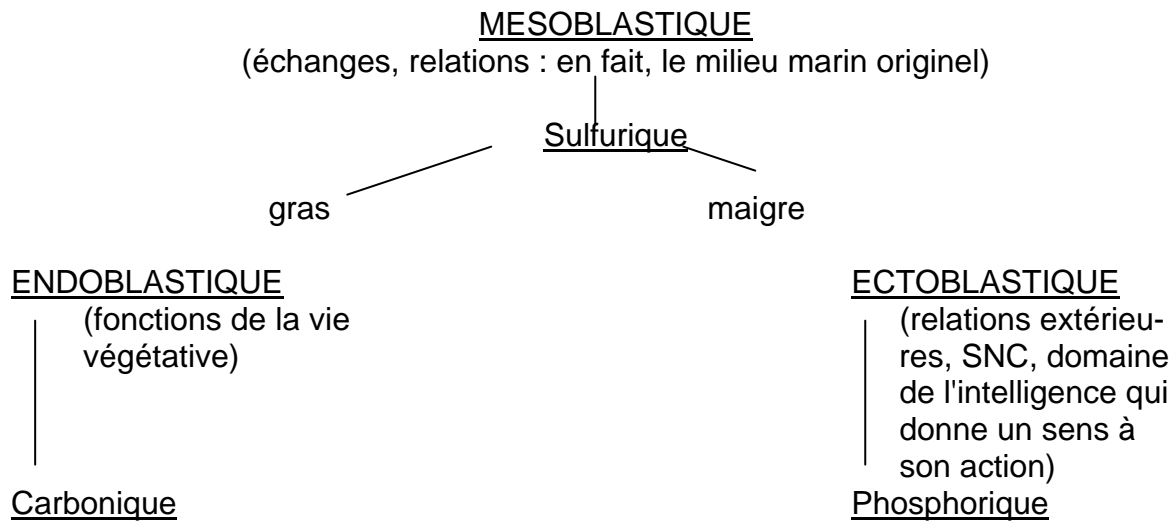 MESOBLASTIQUE
(échanges, relations : en fait, le milieu marin originel)
Sulfurique
gras
maigre
ENDOBLASTIQUE
(fonctions de la vie
végétative)
Carbonique
ECTOBLASTIQUE
(relations extérieu-
res, SNC, domaine
de l'intelligence qui
donne un sens à
son action)
Phosphorique